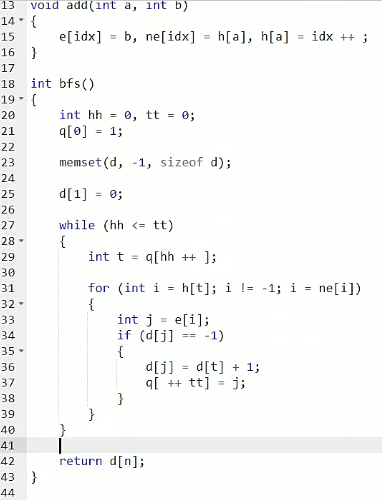 13 void add(int a, int b)
14 {
15 e[idx] = b, ne[idx] = h[a], h[a] = idx ++ ;
16 }
17
18 int bfs()
19 {
20 int hh = 0, tt = 0;
21 q[0] = 1;
22
23 memset(d, -1, sizeof d);
24
25 d[1] = 0;
26
27 while (hh <= tt)
28 {
29 int t = q[hh ++ ];
30
31 for (int i = h[t]; i != -1; i = ne[i])
32 {
33 int j = e[i];
34 if (d[j] == -1)
35 {
36 d[j] = d[t] + 1;
37 q[ ++ tt] = j;
38 }
39 }
40 }
41
42 return d[n];
43 }
44